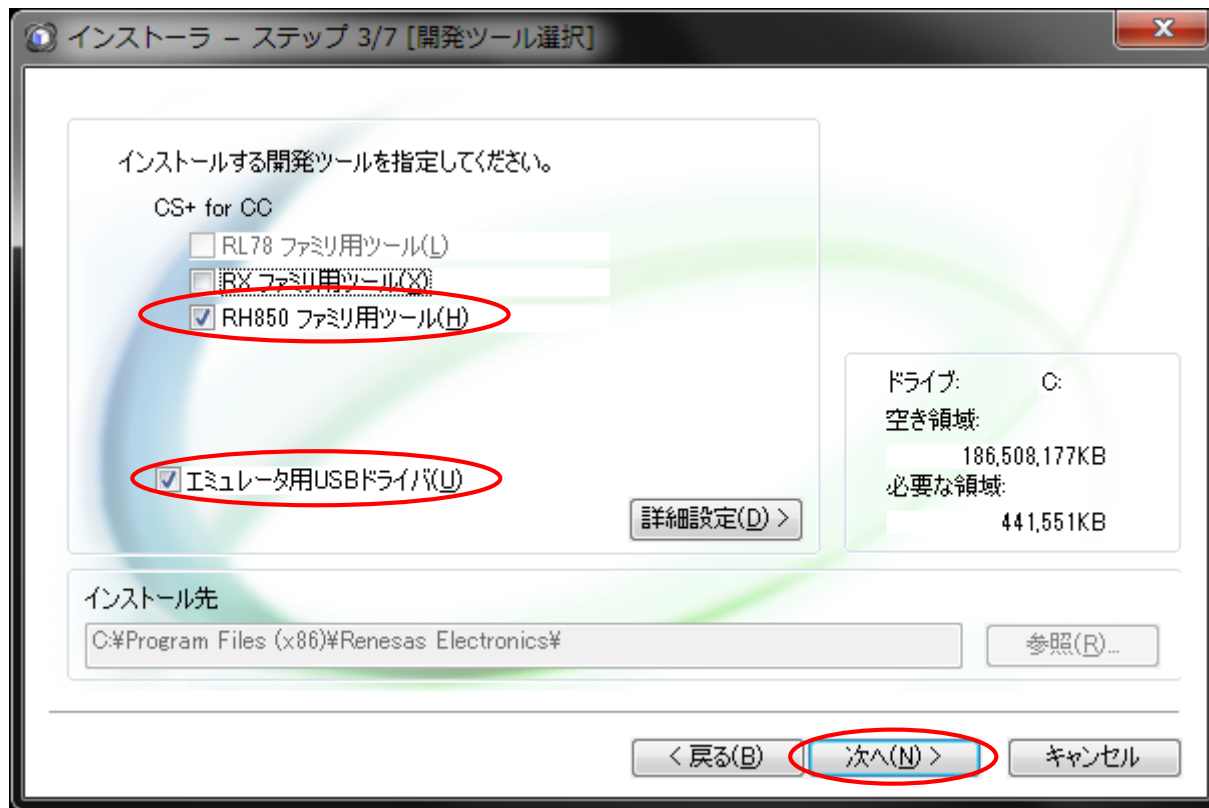 インストーラ － ステップ 3/7 [開発ツール選択]
インストールする開発ツールを指定してください。
CS+ for CC
RL78 ファミリ用ツール(L)
RX ファミリ用ツール(X)
RH850 ファミリ用ツール(H)
エミュレータ用USBドライバ(U)
詳細設定(D) >
ドライブ: C:
空き領域:
186,508,177KB
必要な領域:
441,551KB
インストール先
C:¥Program Files (x86)¥Renesas Electronics¥
参照(R)...
< 戻る(B) 次へ(N) > キャンセル